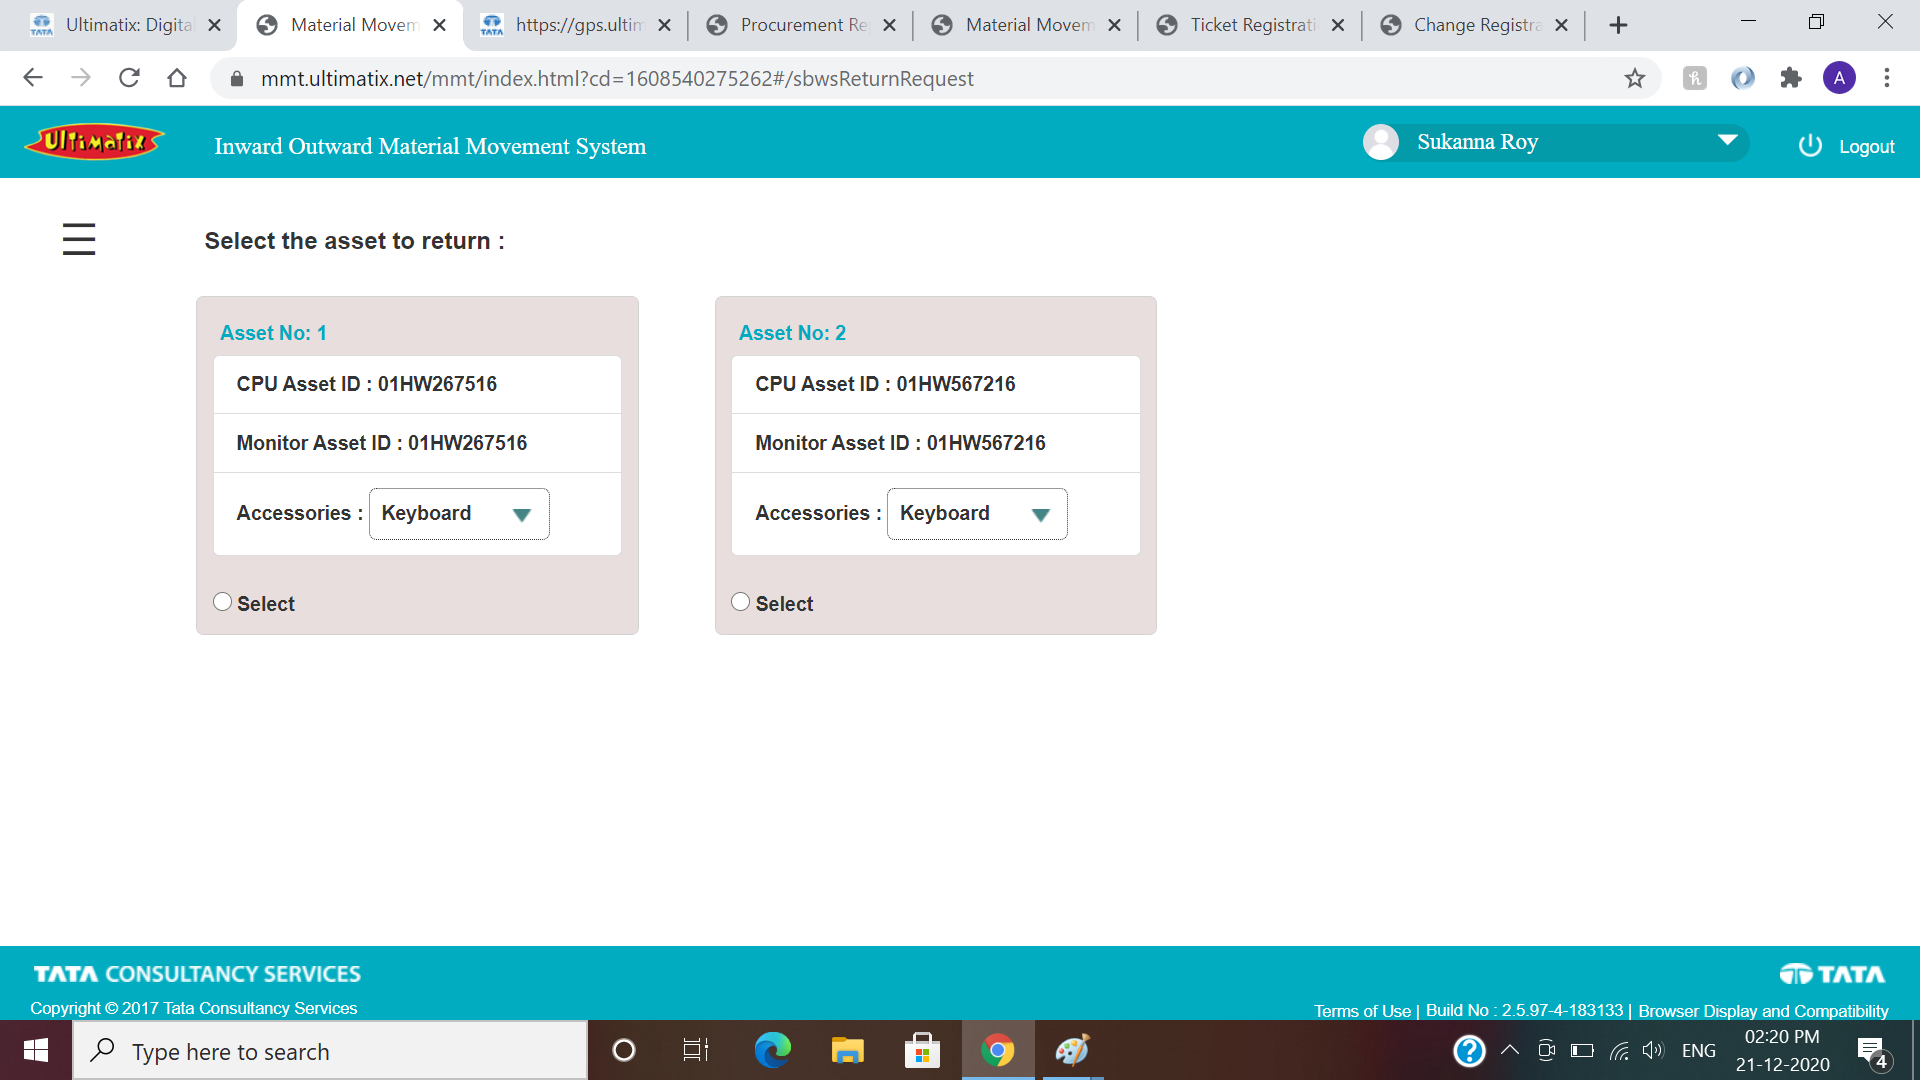 Ultimatix: Digita
Material Movem
https://gps.ultim
Procurement Re
Material Movem
Ticket Registrati
Change Registra
mmt.ultimatix.net/mmt/index.html?cd=1608540275262#/sbwsReturnRequest
A
Ultimatix
Inward Outward Material Movement System
Sukanna Roy
Logout
Select the asset to return :
Asset No: 1
CPU Asset ID : 01HW267516
Monitor Asset ID : 01HW267516
Accessories : Keyboard
Select
Asset No: 2
CPU Asset ID : 01HW567216
Monitor Asset ID : 01HW567216
Accessories : Keyboard
Select
TATA CONSULTANCY SERVICES
Copyright © 2017 Tata Consultancy Services
TATA
Terms of Use | Build No : 2.5.97-4-183133 | Browser Display and Compatibility
Type here to search
ENG
02:20 PM
21-12-2020
4